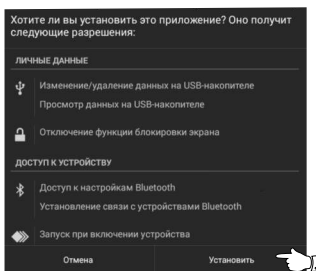 Хотите ли вы установить это приложение? Оно получит
следующие разрешения:
ЛИЧНЫЕ ДАННЫЕ
Изменение/удаление данных на USB-накопителе
Просмотр данных на USB-накопителе
Отключение функции блокировки экрана
ДОСТУП К УСТРОЙСТВУ
Доступ к настройкам Bluetooth
Установление связи с устройствами Bluetooth
Запуск при включении устройства
Отмена
Установить